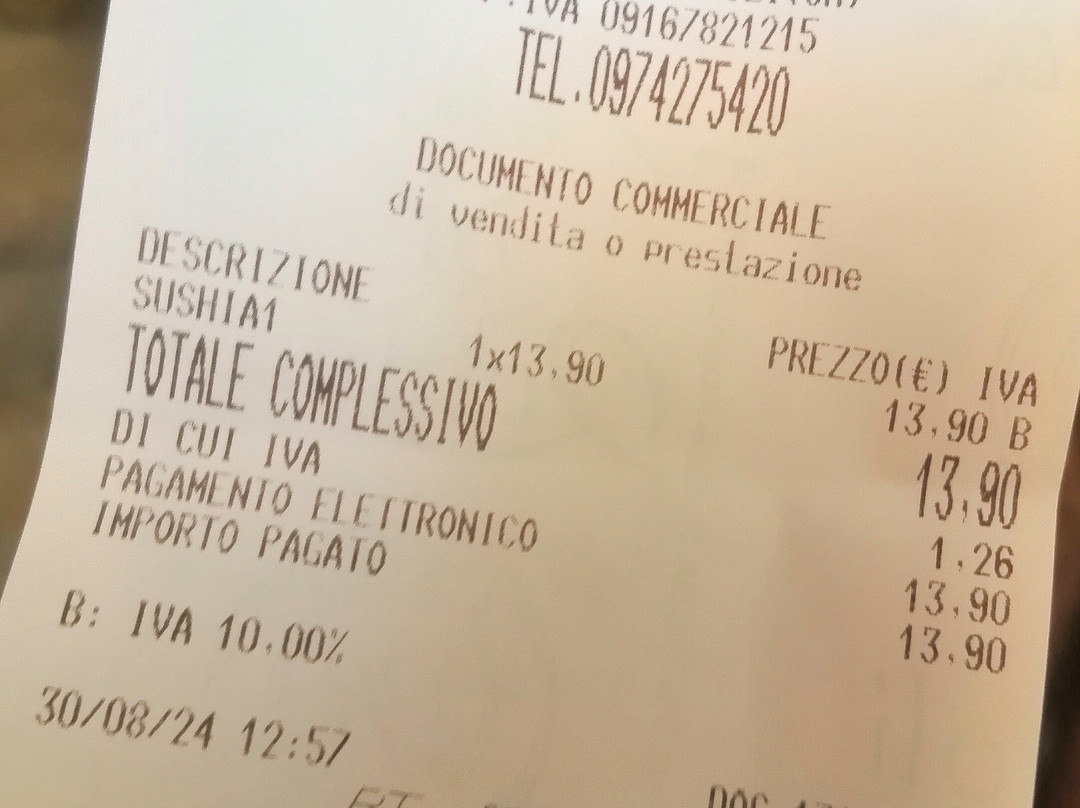 P.IVA 09167821215
TEL.0974275420
DOCUMENTO COMMERCIALE
di vendita o prestazione
DESCRIZIONE PREZZO(€) IVA
SUSHIA1
1x13,90 13,90 B
TOTALE COMPLESSIVO 13,90
DI CUI IVA 1,26
PAGAMENTO ELETTRONICO 13,90
IMPORTO PAGATO 13,90
B: IVA 10,00%
30/08/24 12:57
DOC